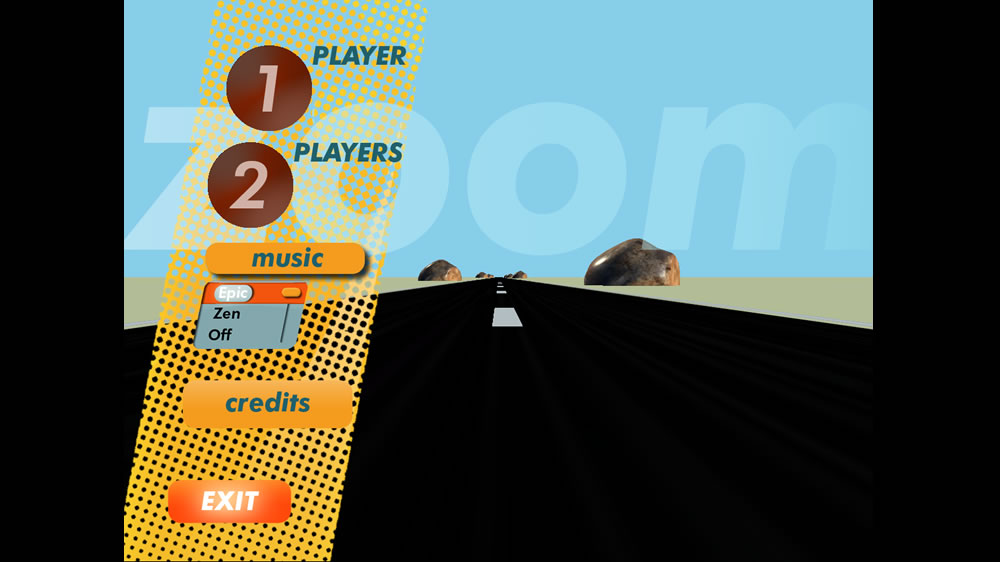 1 PLAYER
zoom
2 PLAYERS
music
Epic
Zen
Off
credits
EXIT